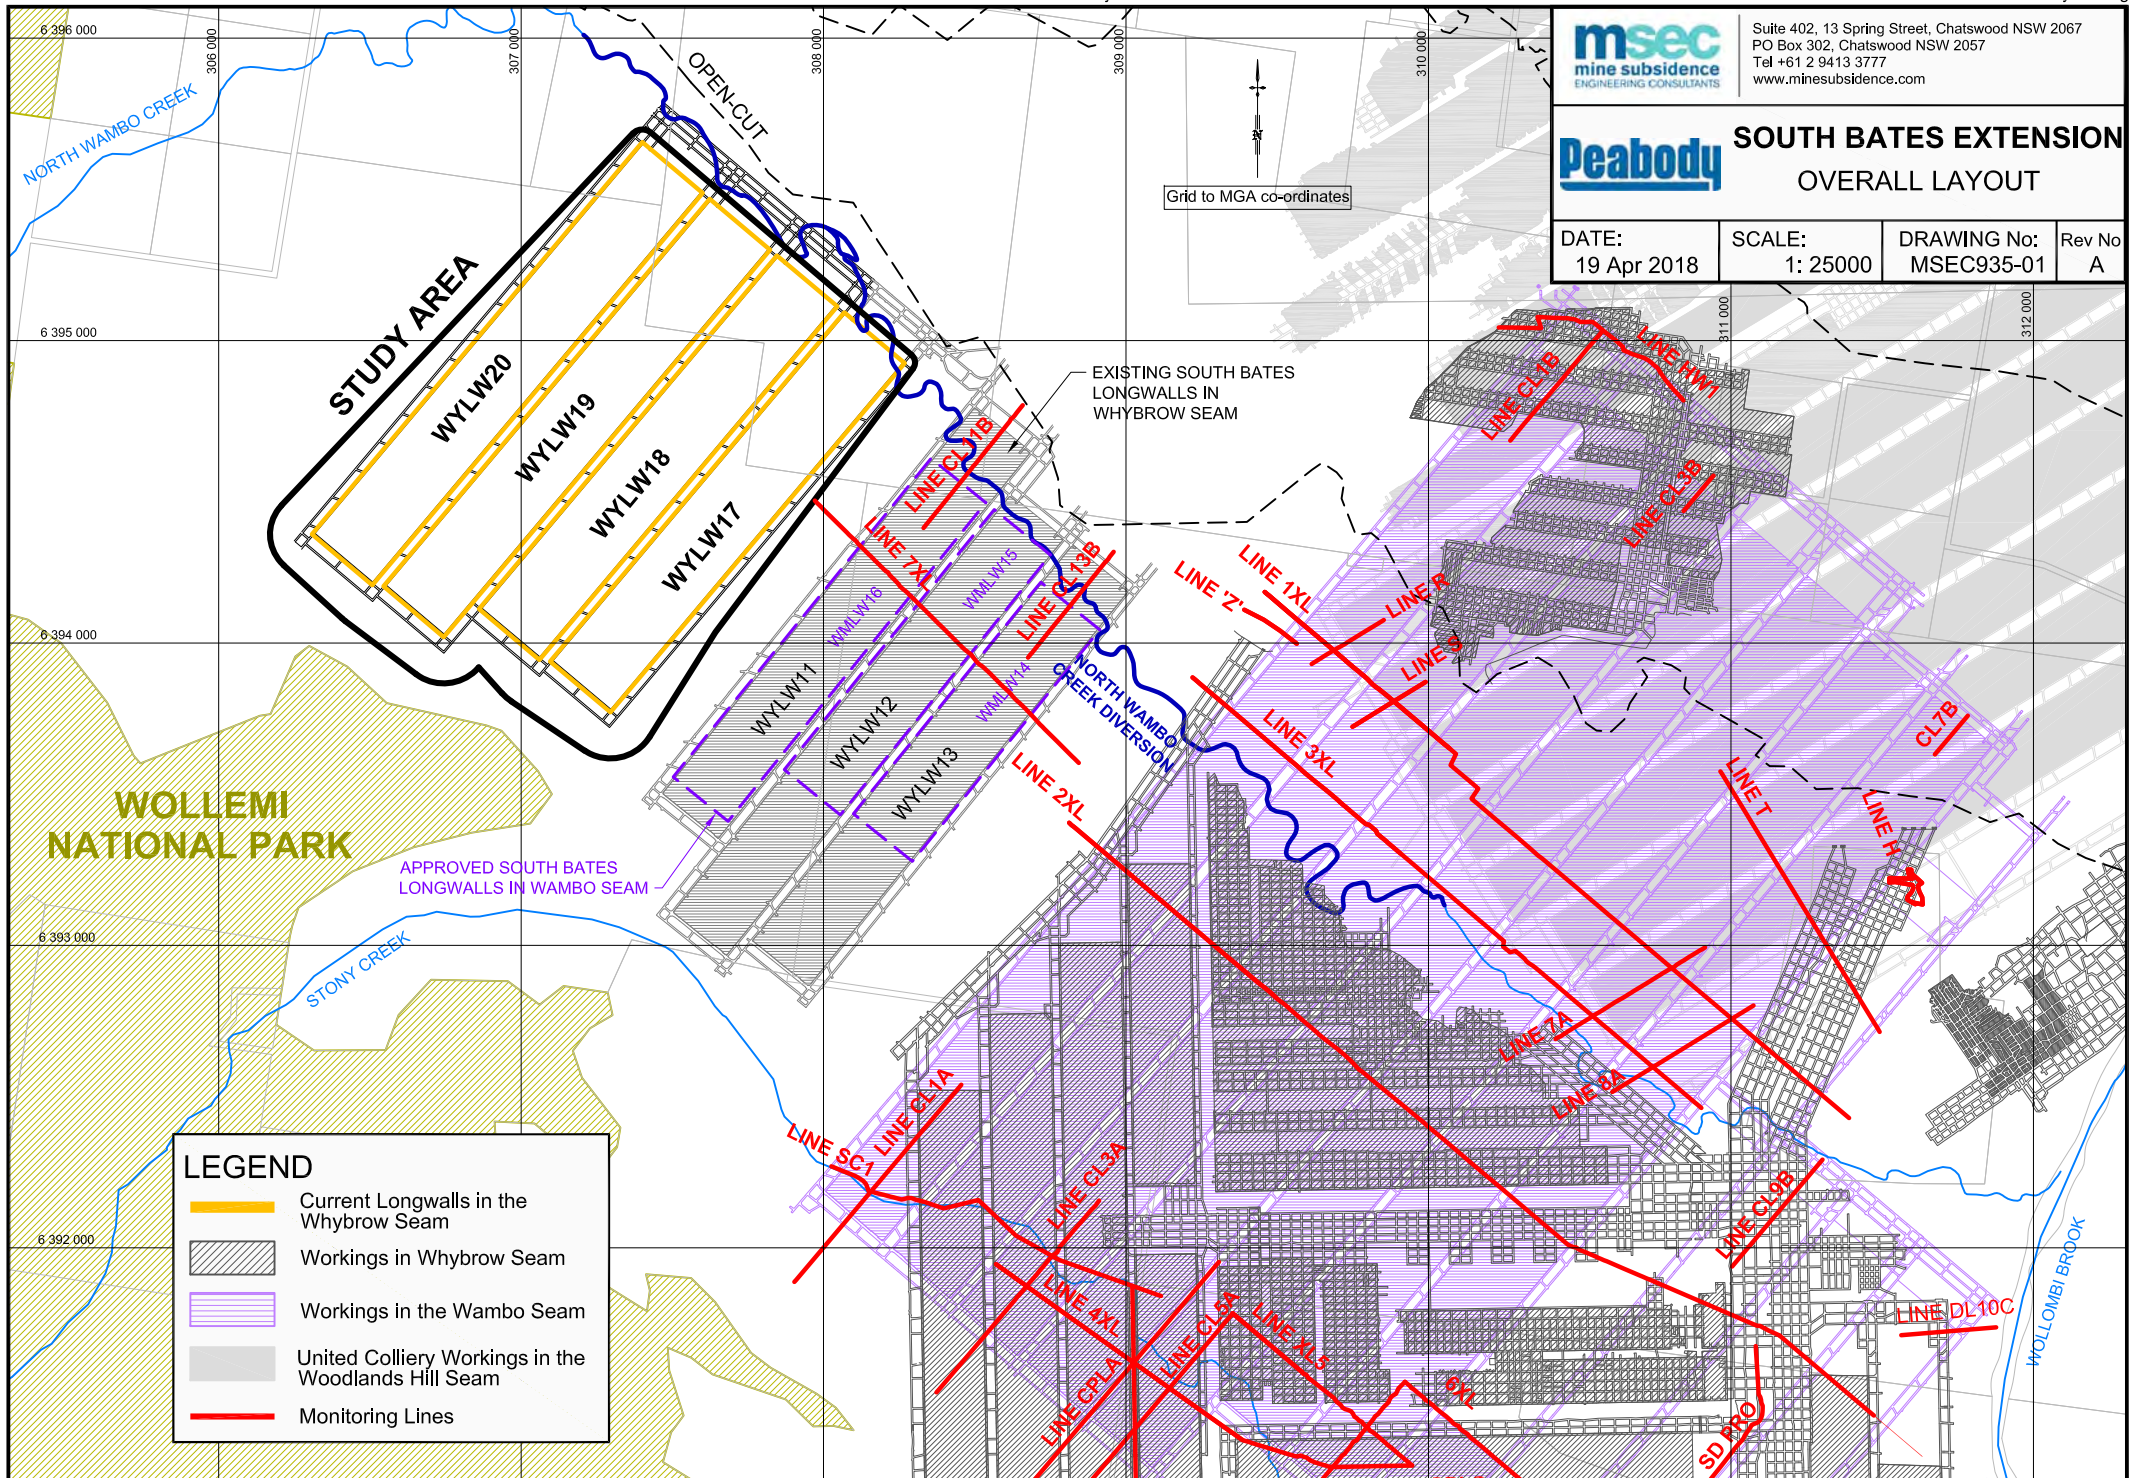 6 396 000
306 000
307 000
308 000
309 000
310 000
msec
mine subsidence
ENGINEERING CONSULTANTS
Suite 402, 13 Spring Street, Chatswood NSW 2067
PO Box 302, Chatswood NSW 2057
Tel +61 2 9413 3777
www.minesubsidence.com
Peabody
SOUTH BATES EXTENSION
OVERALL LAYOUT
DATE:
19 Apr 2018
SCALE:
1: 25000
DRAWING No:
MSEC935-01
Rev No
A
NORTH WAMBO CREEK
OPEN-CUT
N
Grid to MGA co-ordinates
311 000
312 000
6 395 000
STUDY AREA
WYLW20
WYLW19
WYLW18
WYLW17
EXISTING SOUTH BATES
LONGWALLS IN
WHYBROW SEAM
LINE CL11B
LINE 7XL
LINE CL13B
WMLW16
WMLW15
WMLW14
WYLW11
WYLW12
WYLW13
NORTH WAMBO
CREEK DIVERSION
LINE CL1B
LINE HW1
LINE CL3B
LINE 'Z'
LINE 1XL
LINE R
LINE S
LINE 3XL
LINE 2XL
CL7B
LINE T
LINE H
6 394 000
WOLLEMI
NATIONAL PARK
APPROVED SOUTH BATES
LONGWALLS IN WAMBO SEAM
6 393 000
STONY CREEK
LINE 7A
LINE 8A
LINE SC1
LINE CL1A
LINE CL3A
LINE CL9B
6 392 000
LINE 4XL
LINE CPLA
LINE CL5A
LINE XL5
6XL
SD PRO
LINE DL10C
WOLLOMBI BROOK
LEGEND
Current Longwalls in the
Whybrow Seam
Workings in Whybrow Seam
Workings in the Wambo Seam
United Colliery Workings in the
Woodlands Hill Seam
Monitoring Lines